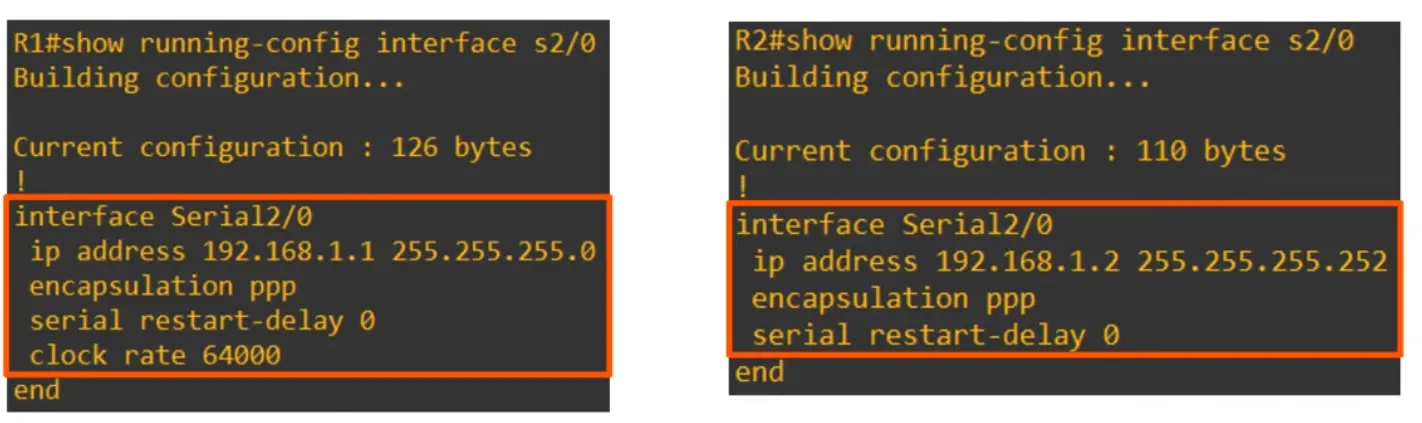 R1#show running-config interface s2/0
Building configuration...
Current configuration : 126 bytes
!
interface Serial2/0
ip address 192.168.1.1 255.255.255.0
encapsulation ppp
serial restart-delay 0
clock rate 64000
end
R2#show running-config interface s2/0
Building configuration...
Current configuration : 110 bytes
!
interface Serial2/0
ip address 192.168.1.2 255.255.255.252
encapsulation ppp
serial restart-delay 0
end